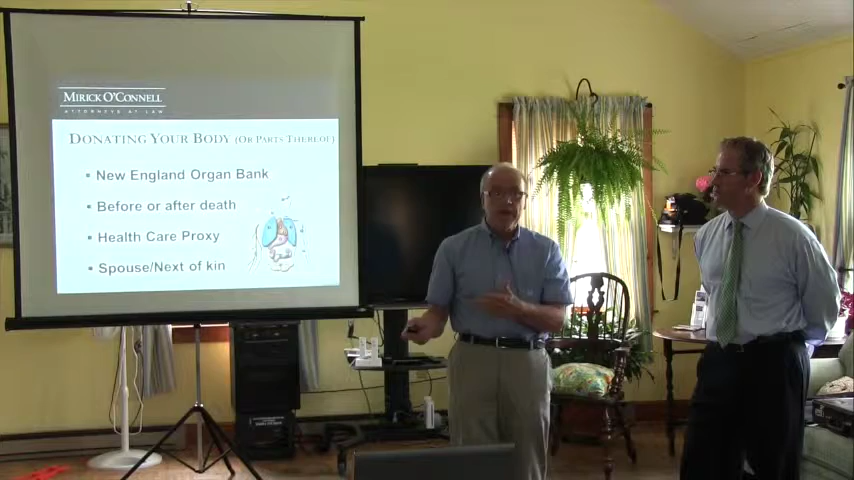 MIRICK O'CONNELL
ATTORNEYS AT LAW
DONATING YOUR BODY (OR PARTS THEREOF)
▪ New England Organ Bank
▪ Before or after death
▪ Health Care Proxy
▪ Spouse/Next of kin